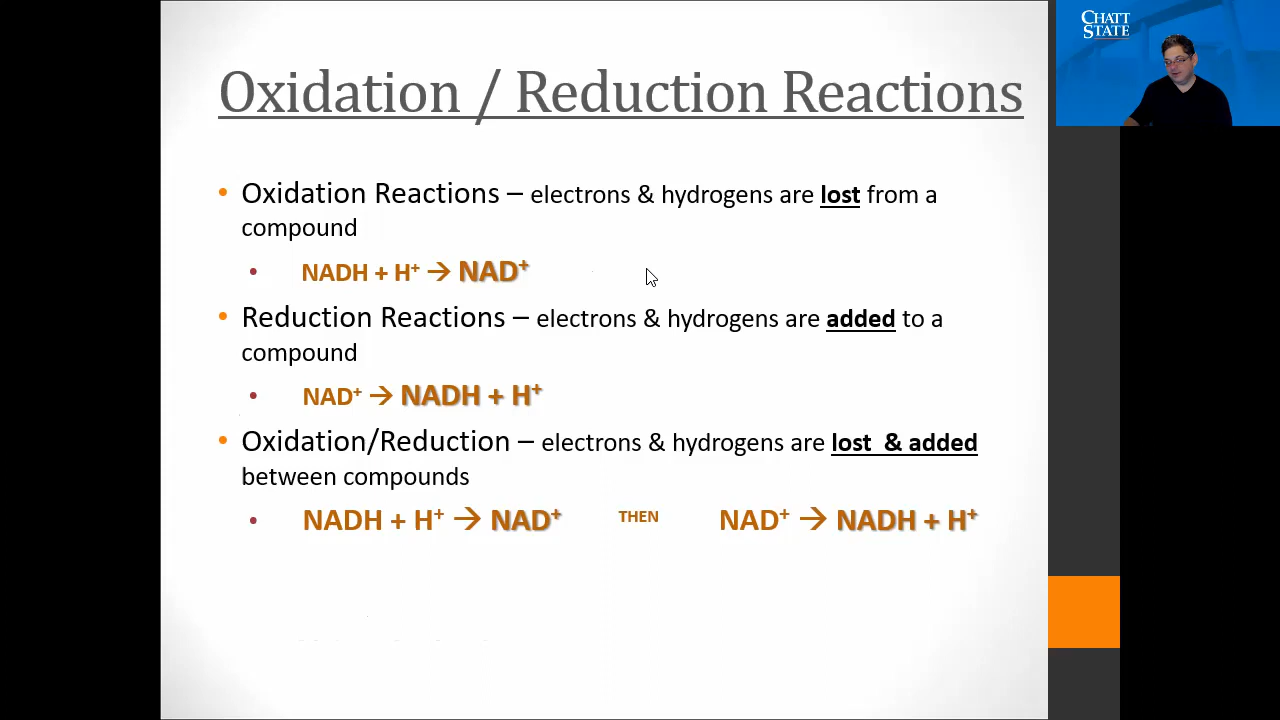 CHATT
STATE
Oxidation / Reduction Reactions
• Oxidation Reactions – electrons & hydrogens are lost from a
compound
• NADH + H⁺ → NAD⁺
• Reduction Reactions – electrons & hydrogens are added to a
compound
• NAD⁺ → NADH + H⁺
• Oxidation/Reduction – electrons & hydrogens are lost & added
between compounds
• NADH + H⁺ → NAD⁺ THEN NAD⁺ → NADH + H⁺